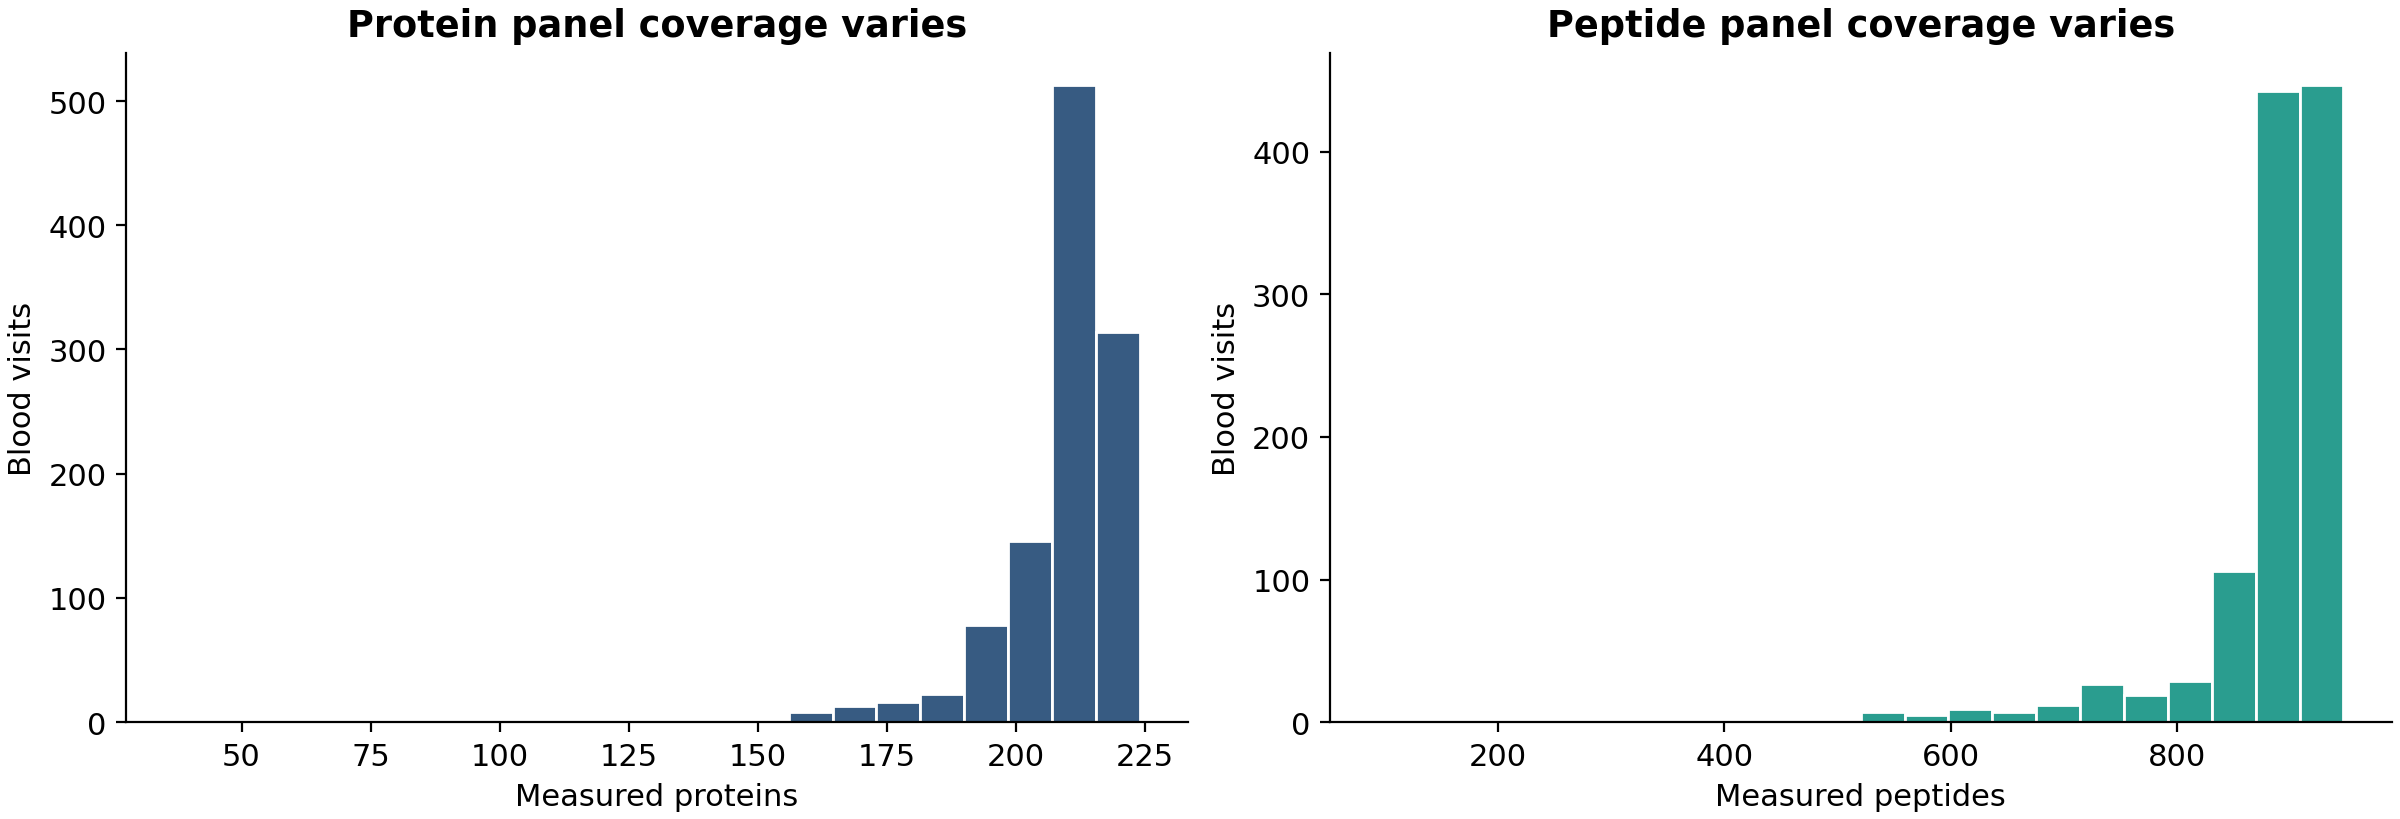 Protein panel coverage varies
500
400
300
200
100
0
Blood visits
50 75 100 125 150 175 200 225
Measured proteins
Peptide panel coverage varies
400
300
200
100
0
Blood visits
200 400 600 800
Measured peptides